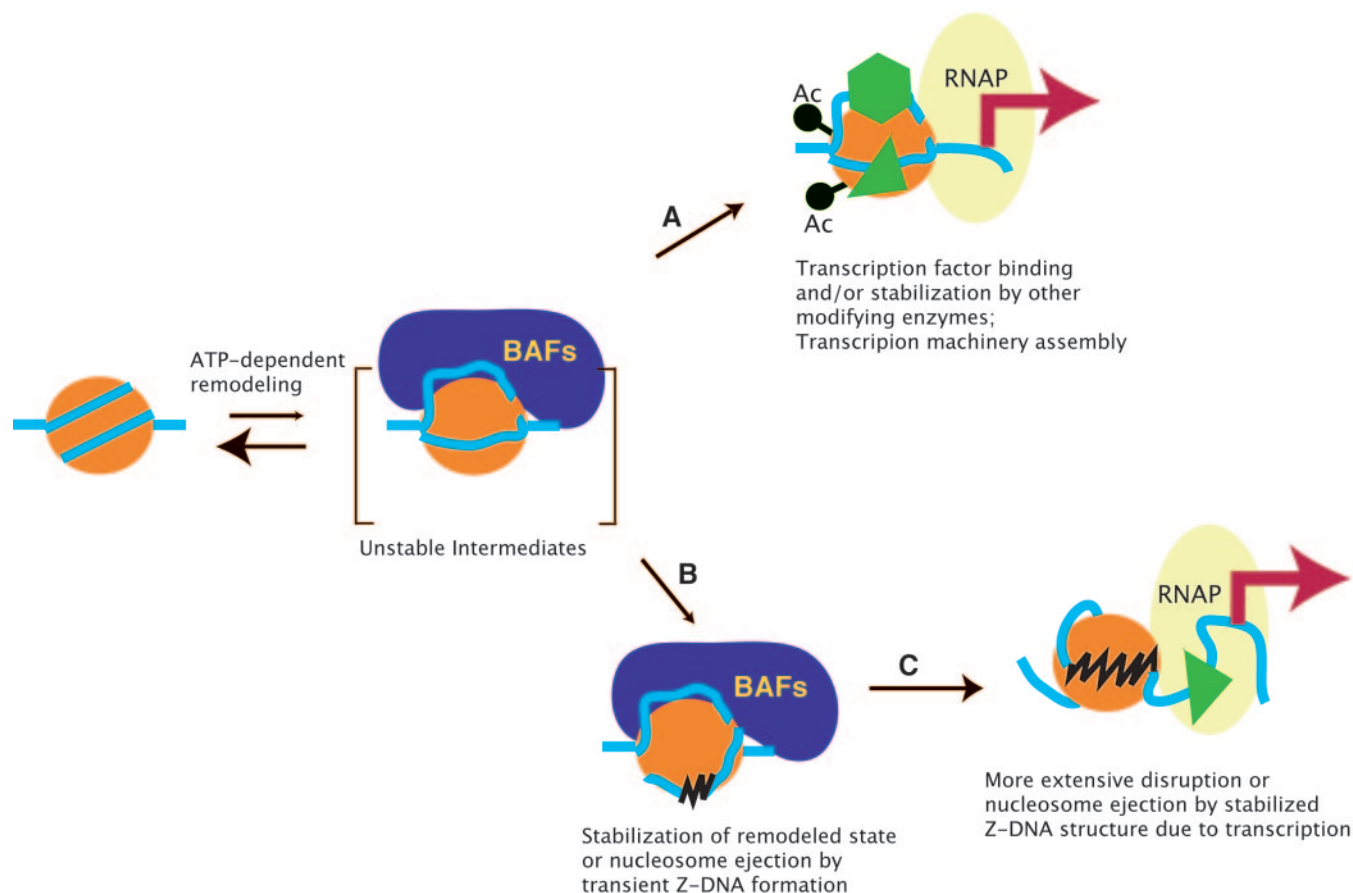 RNAP
Ac
Ac
A
Transcription factor binding
and/or stabilization by other
modifying enzymes;
Transcripion machinery assembly
ATP-dependent
remodeling
BAFs
Unstable Intermediates
B
BAFs
Stabilization of remodeled state
or nucleosome ejection by
transient Z-DNA formation
C
RNAP
More extensive disruption or
nucleosome ejection by stabilized
Z-DNA structure due to transcription